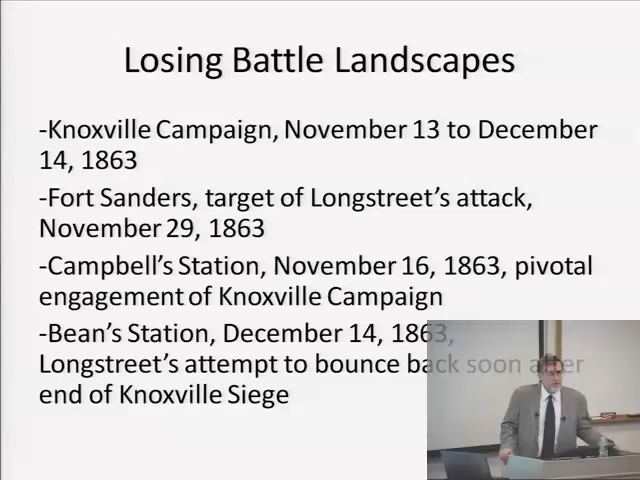 Losing Battle Landscapes
-Knoxville Campaign, November 13 to December
14, 1863
-Fort Sanders, target of Longstreet's attack,
November 29, 1863
-Campbell's Station, November 16, 1863, pivotal
engagement of Knoxville Campaign
-Bean's Station, December 14, 1863,
Longstreet's attempt to bounce back soon after
end of Knoxville Siege